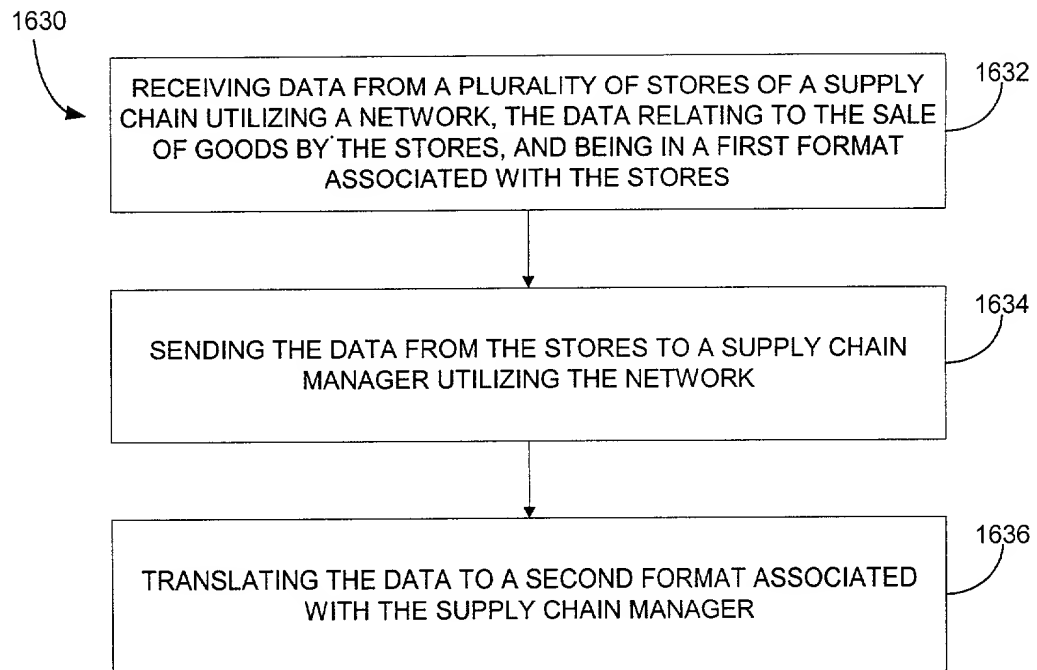 1630
RECEIVING DATA FROM A PLURALITY OF STORES OF A SUPPLY
CHAIN UTILIZING A NETWORK, THE DATA RELATING TO THE SALE
OF GOODS BY THE STORES, AND BEING IN A FIRST FORMAT
ASSOCIATED WITH THE STORES
1632
SENDING THE DATA FROM THE STORES TO A SUPPLY CHAIN
MANAGER UTILIZING THE NETWORK
1634
TRANSLATING THE DATA TO A SECOND FORMAT ASSOCIATED
WITH THE SUPPLY CHAIN MANAGER
1636